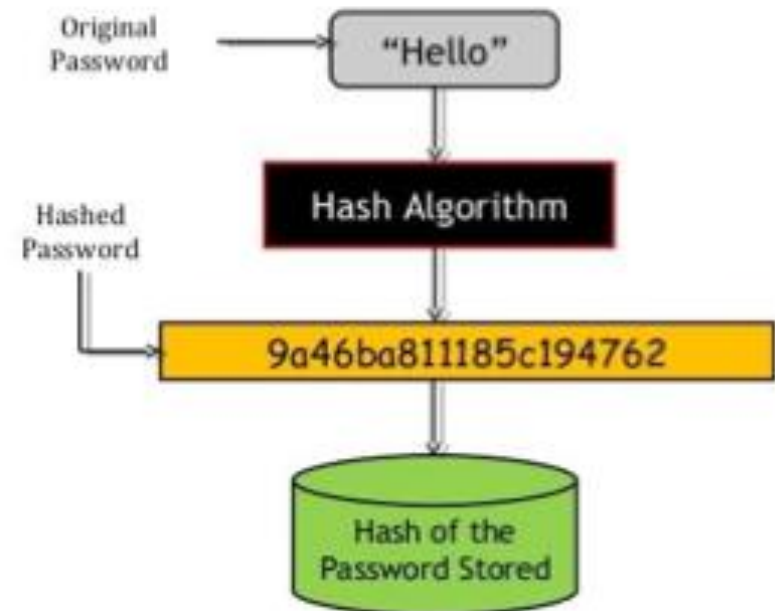 Original
Password
“Hello”
Hash Algorithm
Hashed
Password
9a46ba811185c194762
Hash of the
Password Stored